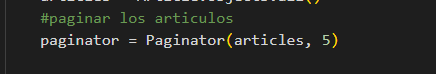 #paginar los articulos
paginator = Paginator(articles, 5)